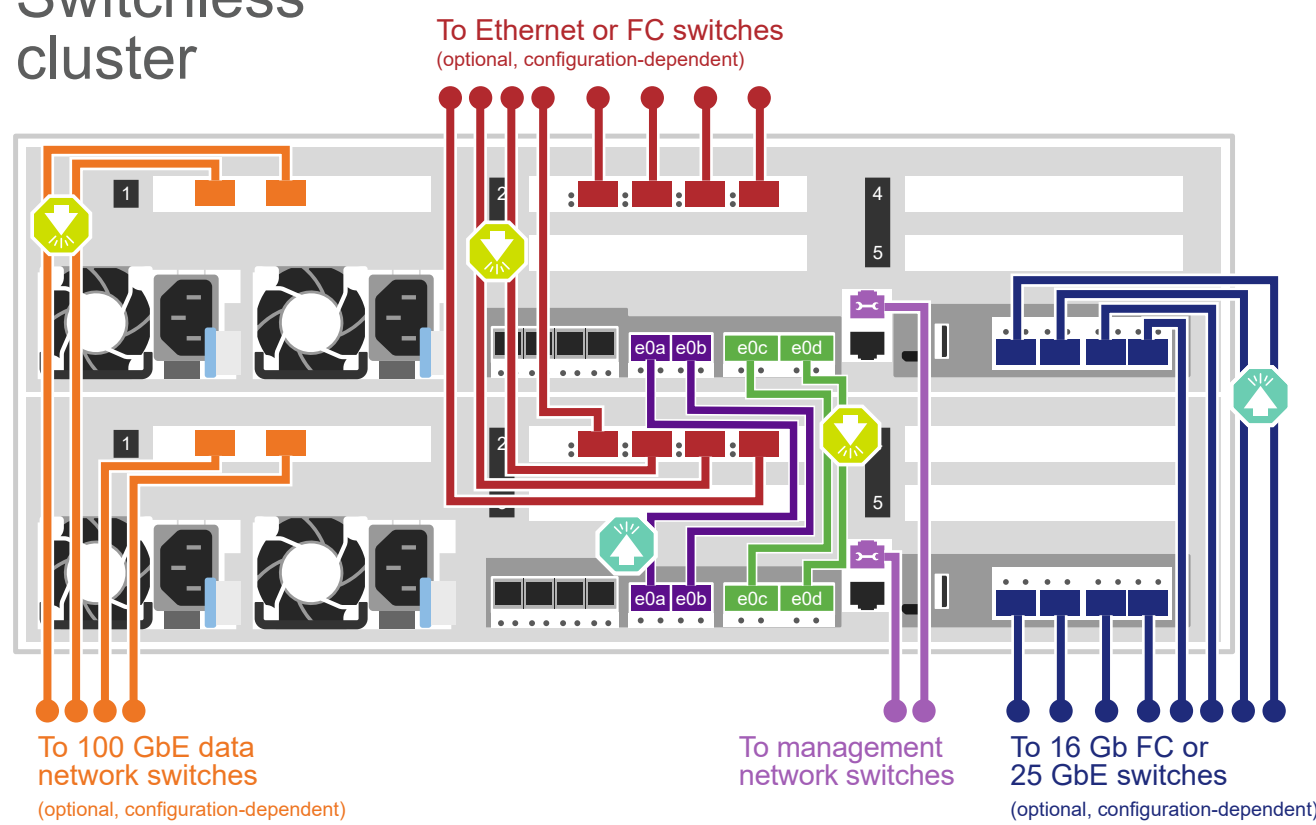 Switchless
cluster
To Ethernet or FC switches
(optional, configuration-dependent)
1
2
4
5
e0a e0b e0c e0d
1
2
5
e0a e0b e0c e0d
To 100 GbE data
network switches
(optional, configuration-dependent)
To management
network switches
To 16 Gb FC or
25 GbE switches
(optional, configuration-dependent)